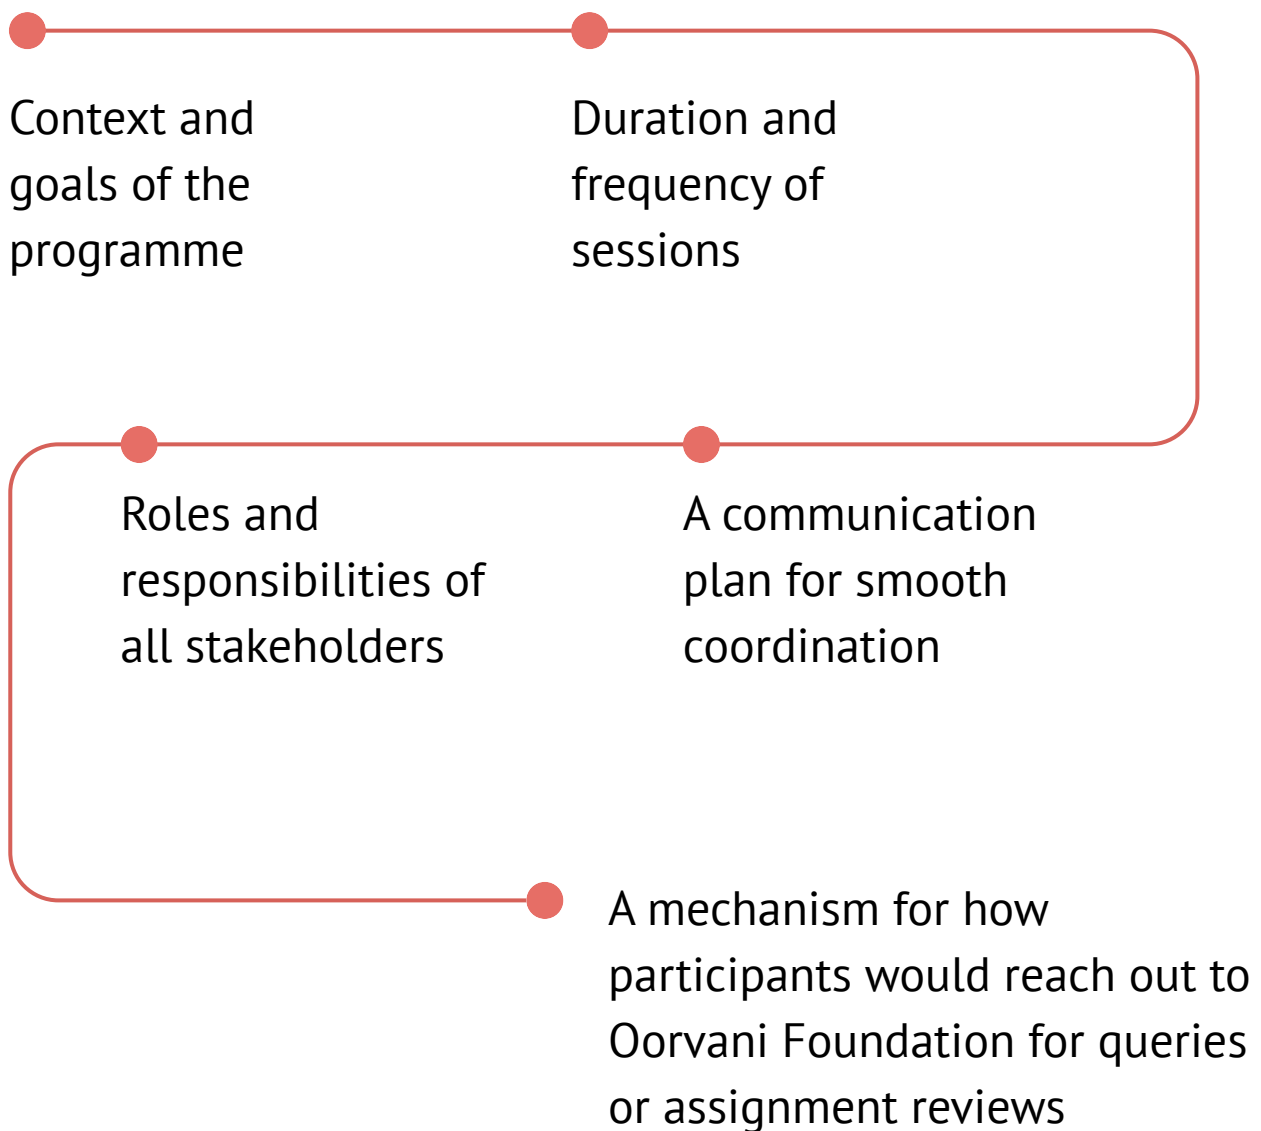 Context and
goals of the
programme
Duration and
frequency of
sessions
Roles and
responsibilities of
all stakeholders
A communication
plan for smooth
coordination
A mechanism for how
participants would reach out to
Oorvani Foundation for queries
or assignment reviews